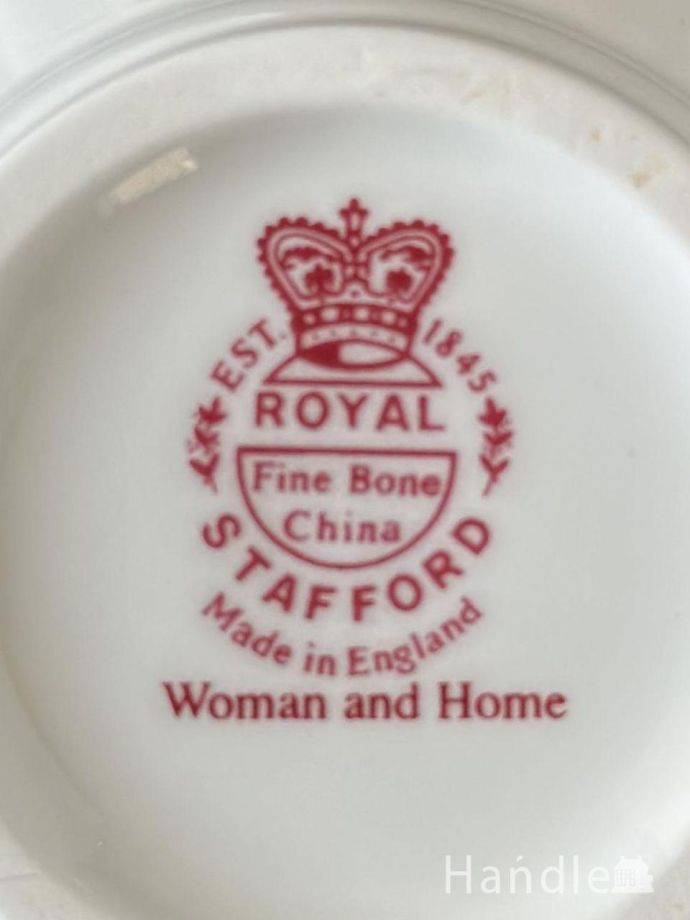 EST. 1845
ROYAL
Fine Bone
China
STAFFORD
Made in England
Woman and Home
Handle